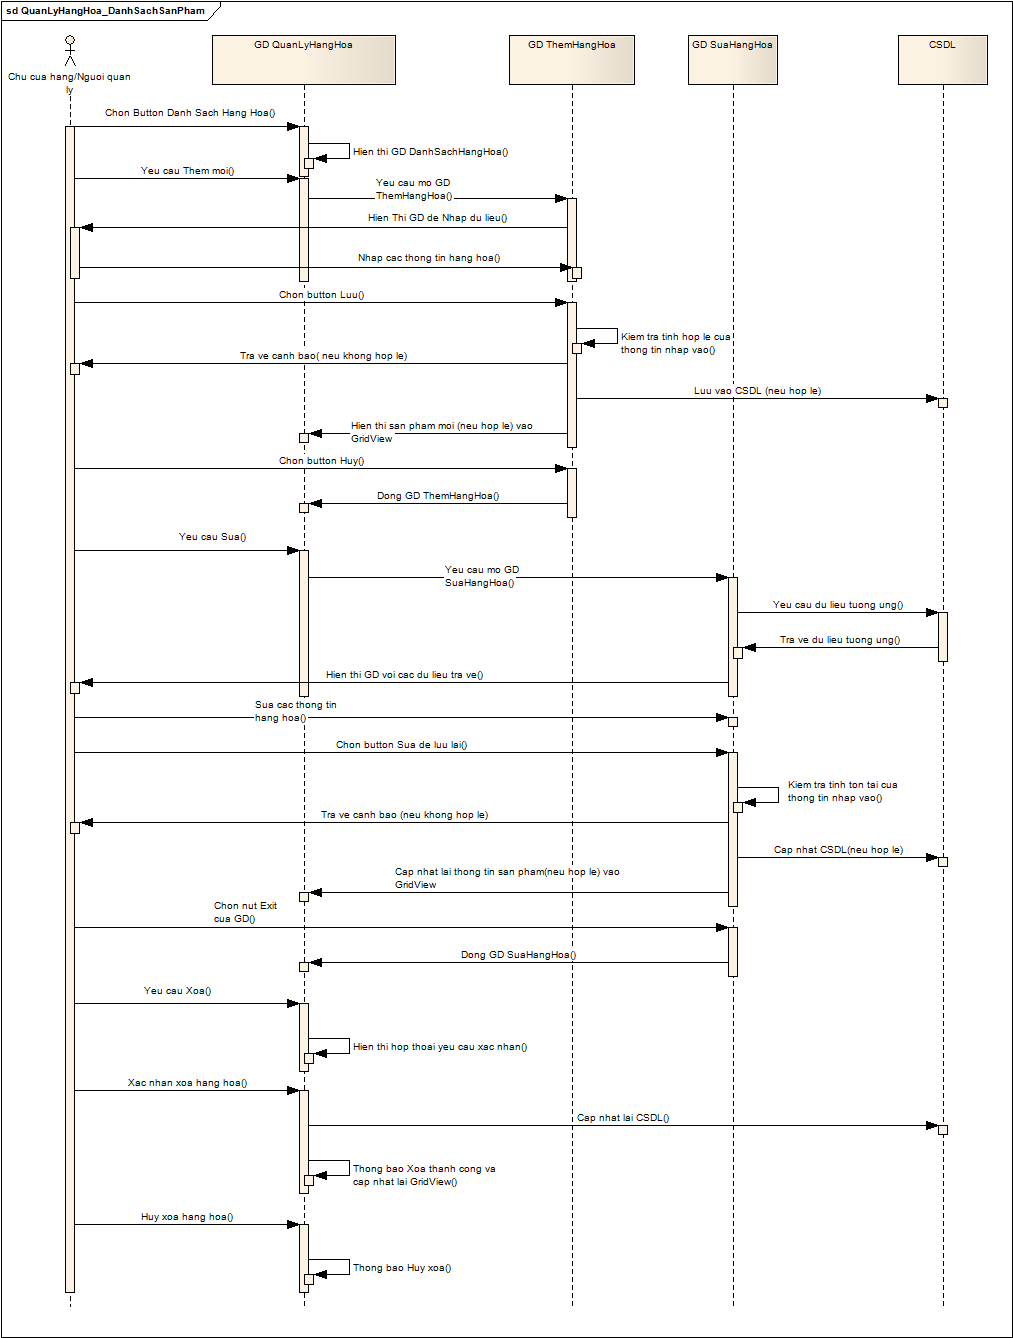 sd QuanLyHangHoa_DanhSachSanPham
Chu cua hang/Nguoi quan
ly
GD QuanLyHangHoa
GD ThemHangHoa
GD SuaHangHoa
CSDL
Chon Button Danh Sach Hang Hoa()
Hien thi GD DanhSachHangHoa()
Yeu cau Them moi()
Yeu cau mo GD
ThemHangHoa()
Hien Thi GD de Nhap du lieu()
Nhap cac thong tin hang hoa()
Chon button Luu()
Kiem tra tinh hop le cua
thong tin nhap vao()
Tra ve canh bao( neu khong hop le)
Luu vao CSDL (neu hop le)
Hien thi san pham moi (neu hop le) vao
GridView
Chon button Huy()
Dong GD ThemHangHoa()
Yeu cau Sua()
Yeu cau mo GD
SuaHangHoa()
Yeu cau du lieu tuong ung()
Tra ve du lieu tuong ung()
Hien thi GD voi cac du lieu tra ve()
Sua cac thong tin
hang hoa()
Chon button Sua de luu lai()
Kiem tra tinh ton tai cua
thong tin nhap vao()
Tra ve canh bao (neu khong hop le)
Cap nhat CSDL(neu hop le)
Cap nhat lai thong tin san pham(neu hop le) vao
GridView
Chon nut Exit
cua GD()
Dong GD SuaHangHoa()
Yeu cau Xoa()
Hien thi hop thoai yeu cau xac nhan()
Xac nhan xoa hang hoa()
Cap nhat lai CSDL()
Thong bao Xoa thanh cong va
cap nhat lai GridView()
Huy xoa hang hoa()
Thong bao Huy xoa()